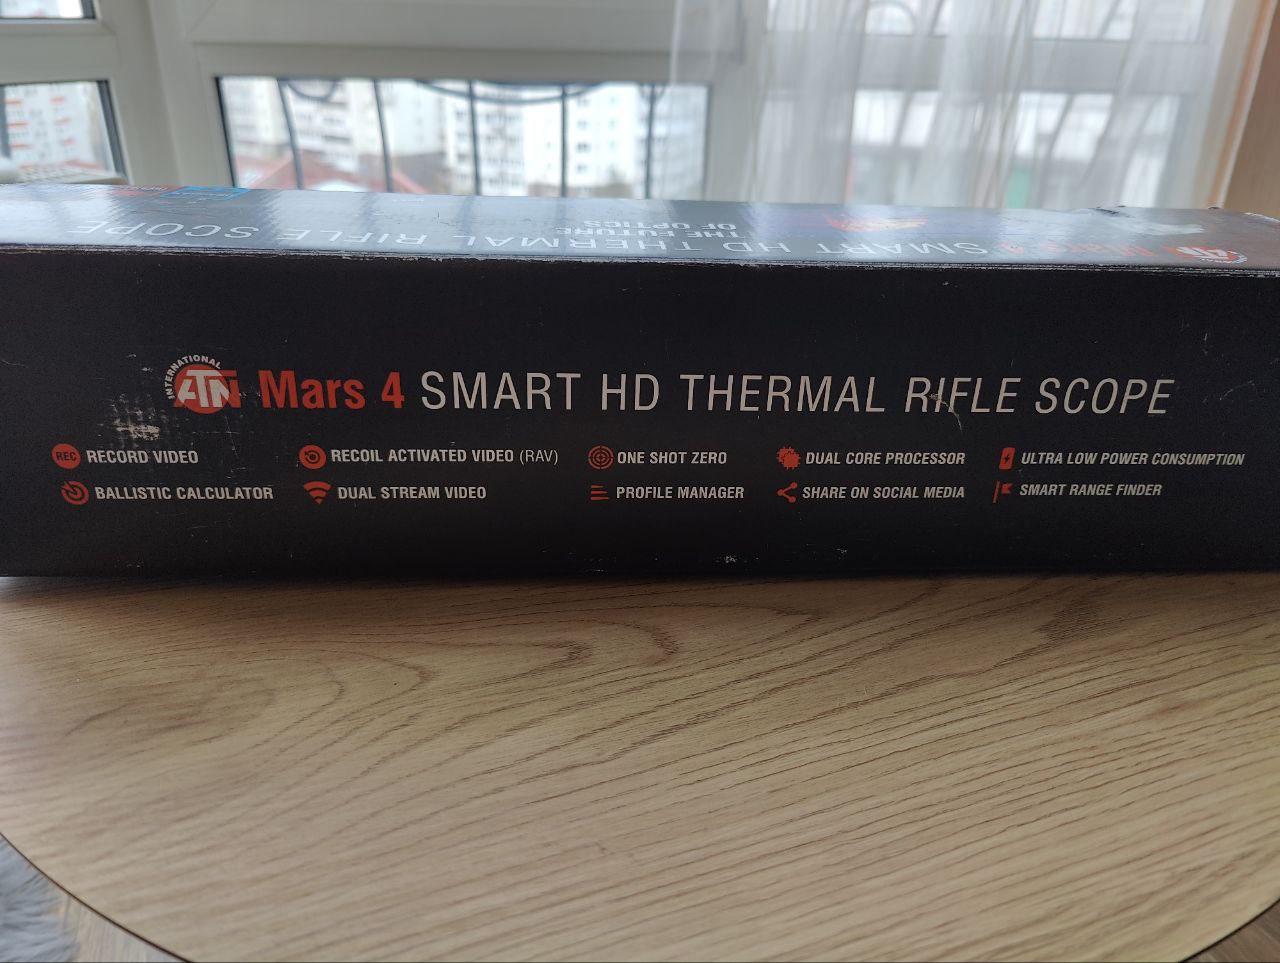 Mars 4 SMART HD THERMAL RIFLE SCOPE
THE FUTURE
OF OPTICS
INTERNATIONAL
ATN Mars 4 SMART HD THERMAL RIFLE SCOPE
REC RECORD VIDEO
RECOIL ACTIVATED VIDEO (RAV)
ONE SHOT ZERO
DUAL CORE PROCESSOR
ULTRA LOW POWER CONSUMPTION
BALLISTIC CALCULATOR
DUAL STREAM VIDEO
PROFILE MANAGER
SHARE ON SOCIAL MEDIA
SMART RANGE FINDER